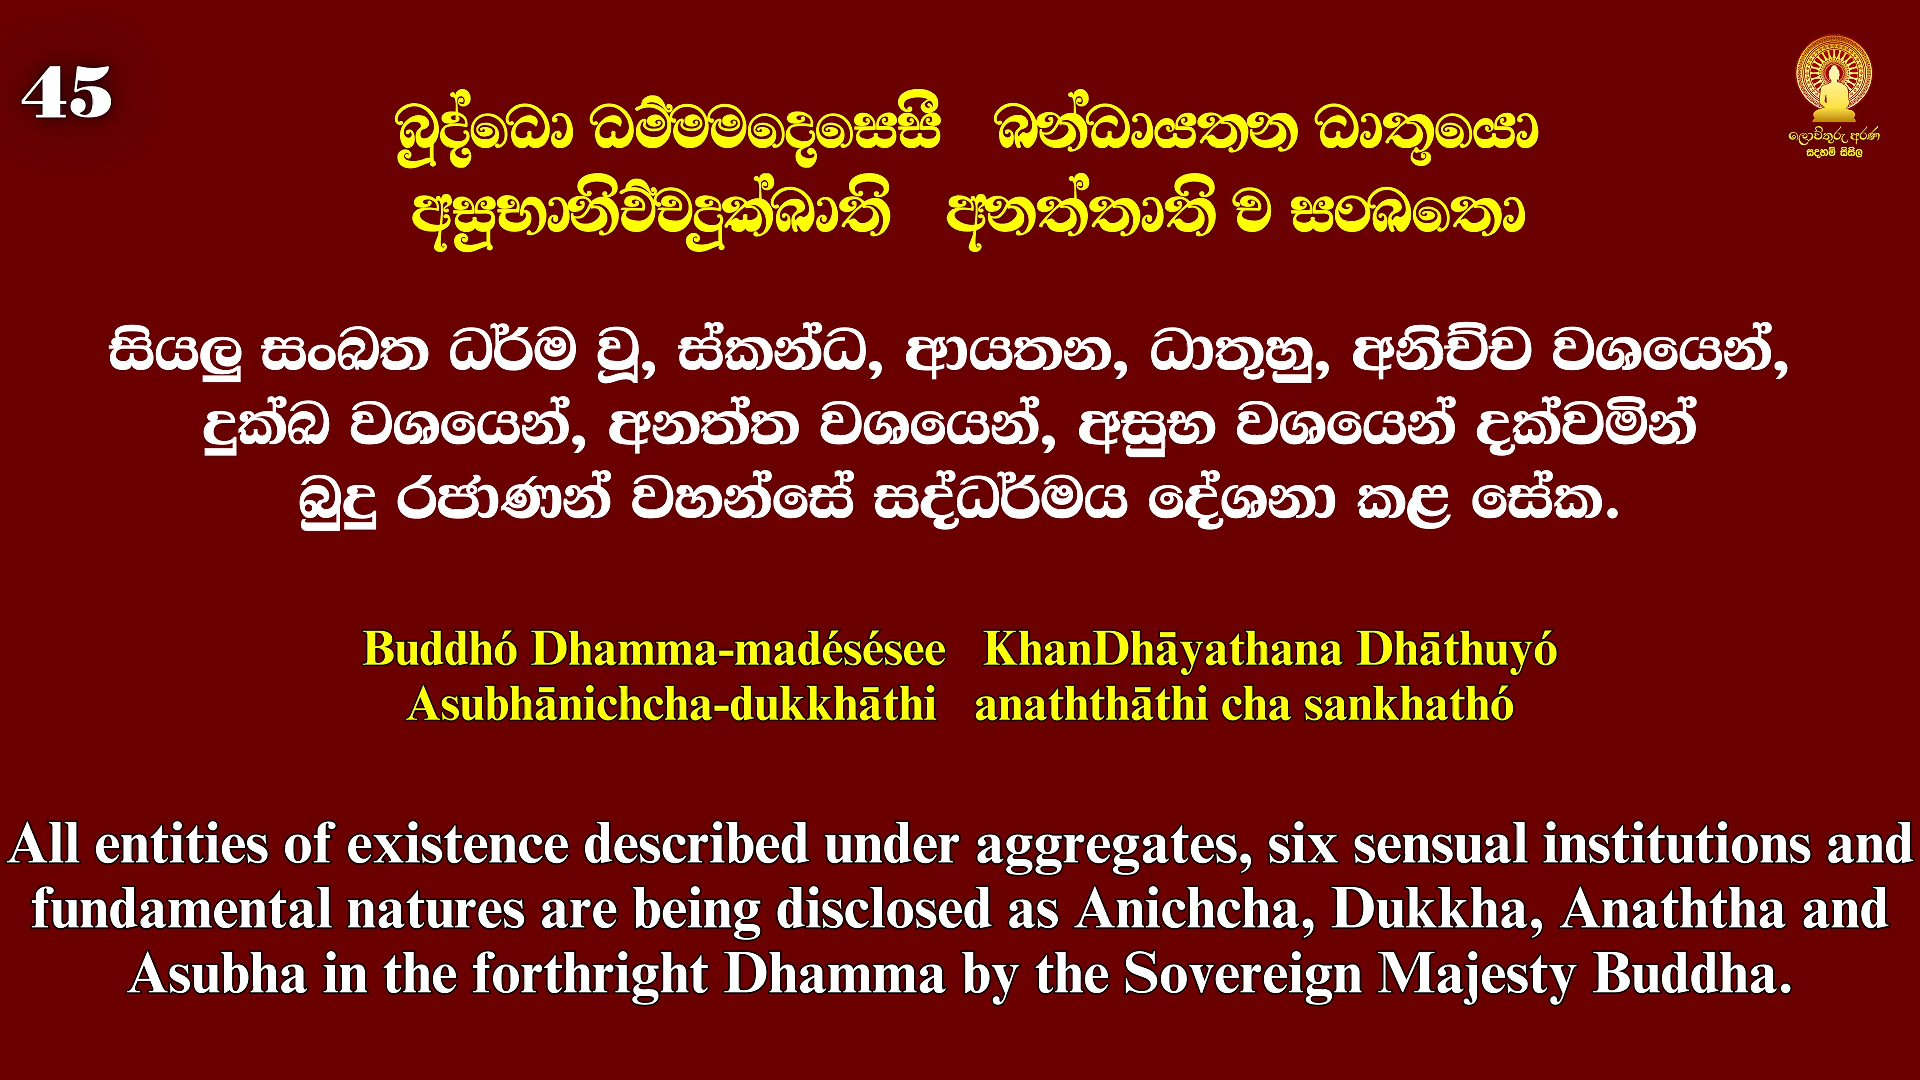 45
ලොවිතුරු අරණ
සදහම් සිසිල
බුද්ධො ධම්මමදෙසෙසී ඛන්ධායතන ධාතුයො
අසුභානිච්චදුක්ඛාති අනත්තාති ච සංඛතො
සියලු සංඛත ධර්ම වූ, ස්කන්ධ, ආයතන, ධාතුහු, අනිච්ච වශයෙන්,
දුක්ඛ වශයෙන්, අනත්ත වශයෙන්, අසුභ වශයෙන් දක්වමින්
බුදු රජාණන් වහන්සේ සද්ධර්මය දේශනා කළ සේක.
Buddhó Dhamma-madésésee KhanDhāyathana Dhāthuyó
Asubhānichcha-dukkhāthi anaththāthi cha sankhathó
All entities of existence described under aggregates, six sensual institutions and
fundamental natures are being disclosed as Anichcha, Dukkha, Anaththa and
Asubha in the forthright Dhamma by the Sovereign Majesty Buddha.